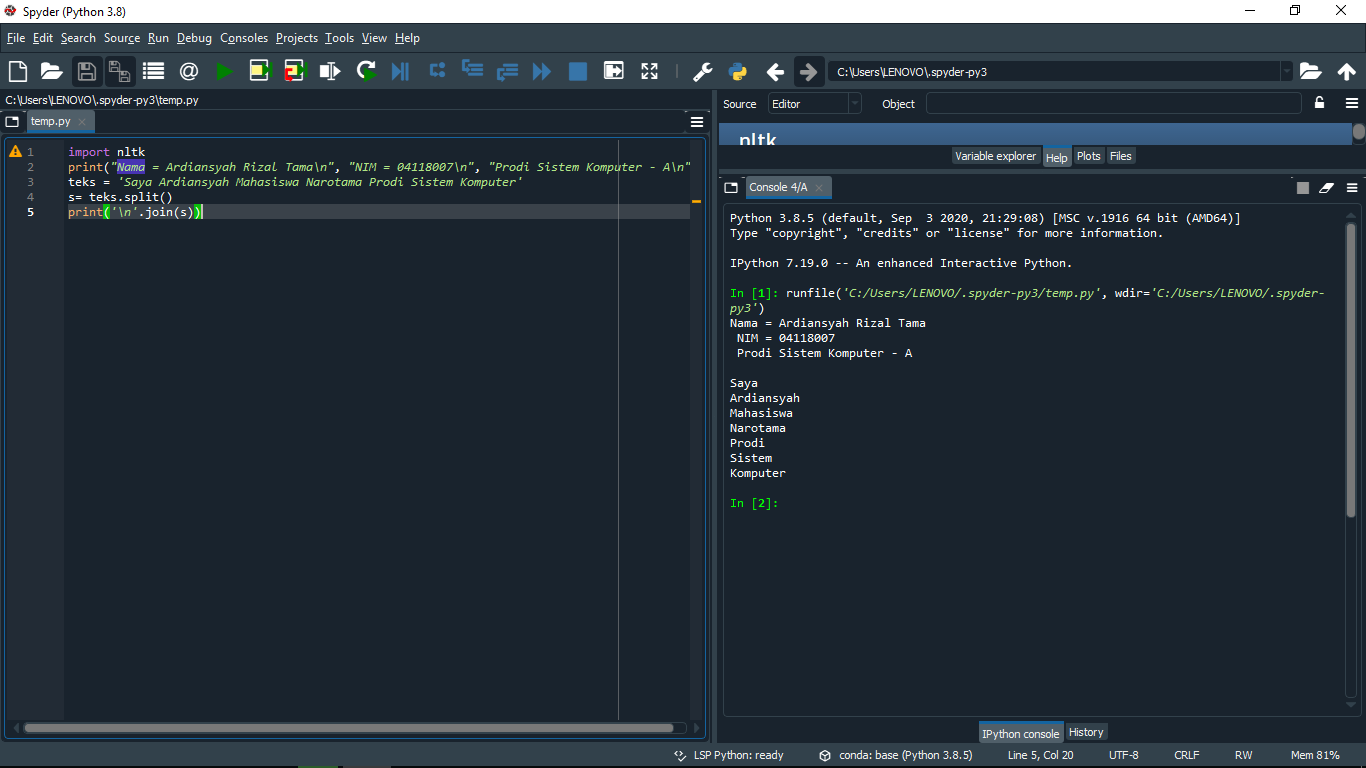 Spyder (Python 3.8)
File Edit Search Source Run Debug Consoles Projects Tools View Help
C:\Users\LENOVO\.spyder-py3
C:\Users\LENOVO\.spyder-py3\temp.py
temp.py
1 import nltk
2 print("Nama = Ardiansyah Rizal Tama\n", "NIM = 04118007\n", "Prodi Sistem Komputer - A\n"
3 teks = 'Saya Ardiansyah Mahasiswa Narotama Prodi Sistem Komputer'
4 s= teks.split()
5 print('\n'.join(s))
Source Editor Object
nltk
Variable explorer Help Plots Files
Console 4/A
Python 3.8.5 (default, Sep  3 2020, 21:29:08) [MSC v.1916 64 bit (AMD64)]
Type "copyright", "credits" or "license" for more information.
IPython 7.19.0 -- An enhanced Interactive Python.
In [1]: runfile('C:/Users/LENOVO/.spyder-py3/temp.py', wdir='C:/Users/LENOVO/.spyder-
py3')
Nama = Ardiansyah Rizal Tama
NIM = 04118007
Prodi Sistem Komputer - A
Saya
Ardiansyah
Mahasiswa
Narotama
Prodi
Sistem
Komputer
In [2]:
IPython console History
LSP Python: ready conda: base (Python 3.8.5) Line 5, Col 20 UTF-8 CRLF RW Mem 81%